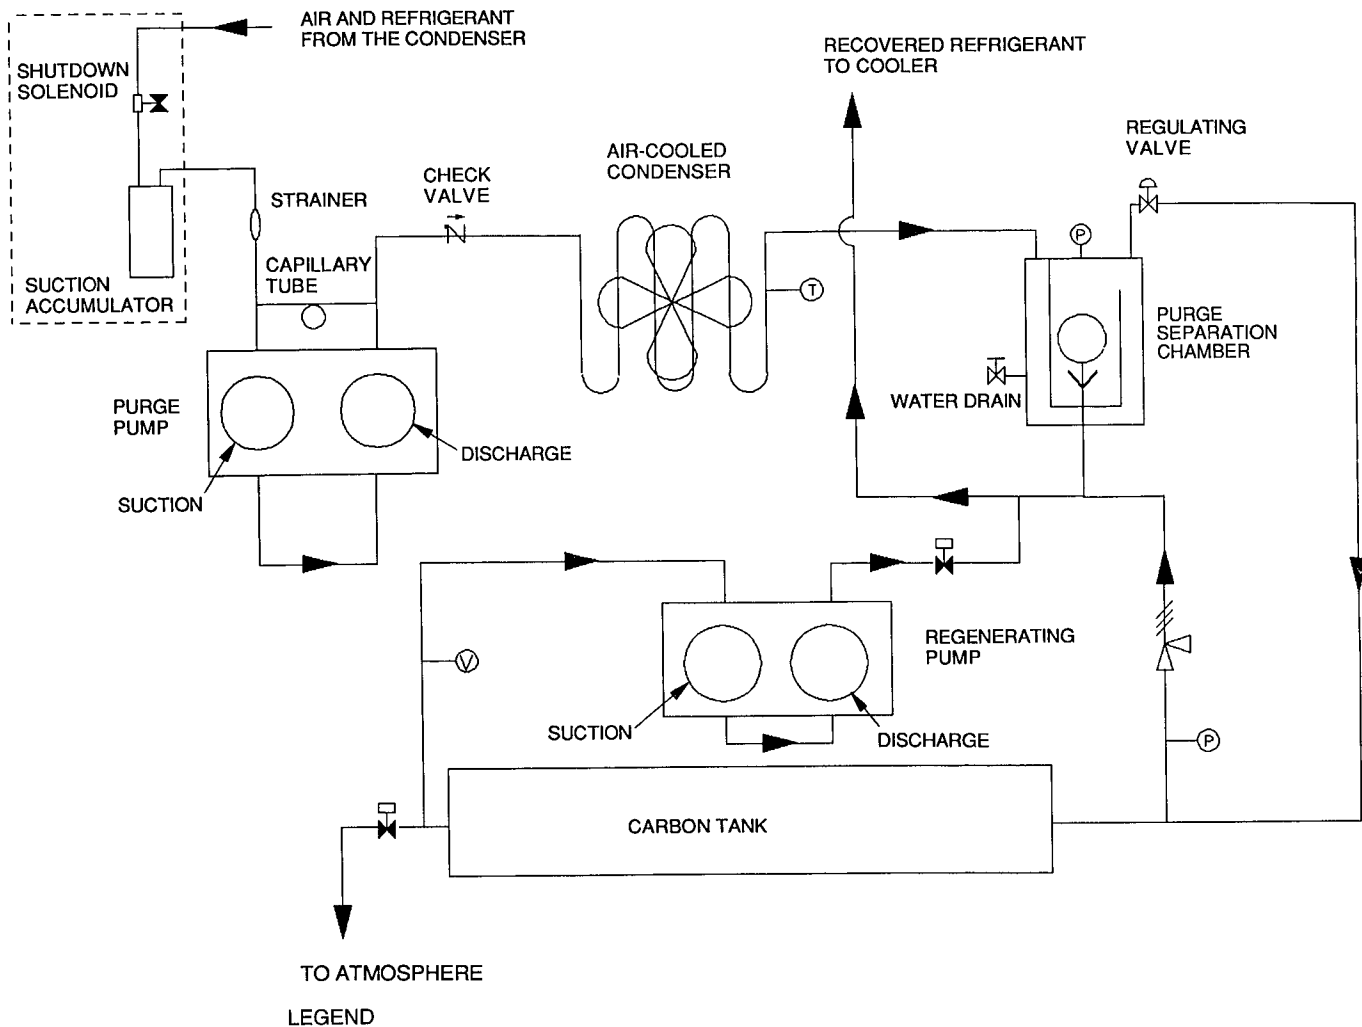 AIR AND REFRIGERANT
FROM THE CONDENSER
RECOVERED REFRIGERANT
TO COOLER
SHUTDOWN
SOLENOID
REGULATING
VALVE
AIR-COOLED
CONDENSER
CHECK
VALVE
STRAINER
P
CAPILLARY
TUBE
SUCTION
ACCUMULATOR
T
PURGE
SEPARATION
CHAMBER
WATER DRAIN
PURGE
PUMP
DISCHARGE
SUCTION
REGENERATING
PUMP
V
SUCTION
DISCHARGE
P
CARBON TANK
TO ATMOSPHERE
LEGEND